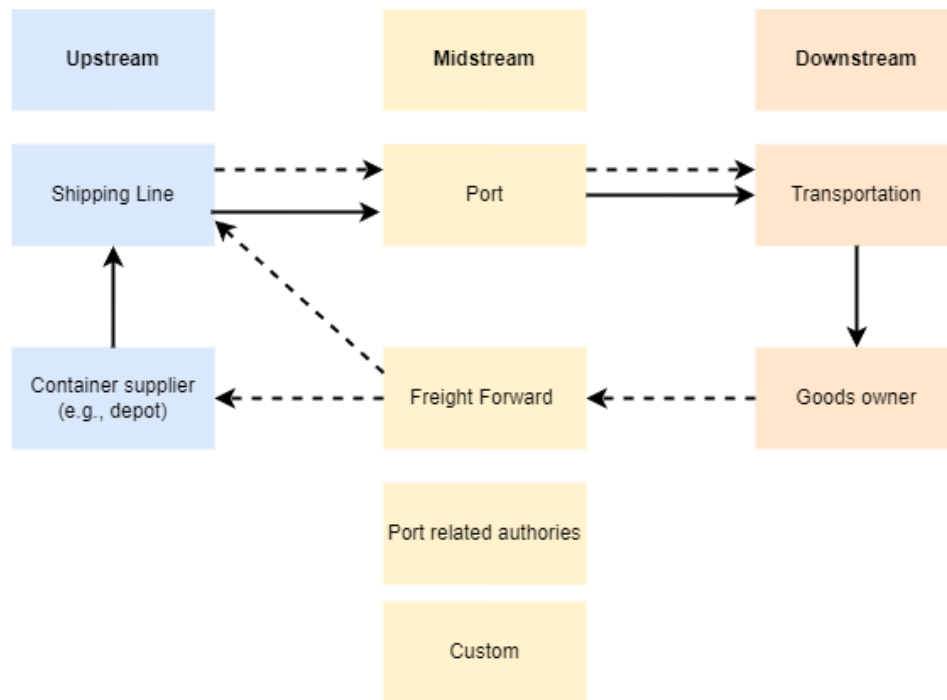 Upstream
Midstream
Downstream
Shipping Line
Port
Transportation
Container supplier
(e.g., depot)
Freight Forward
Goods owner
Port related authories
Custom